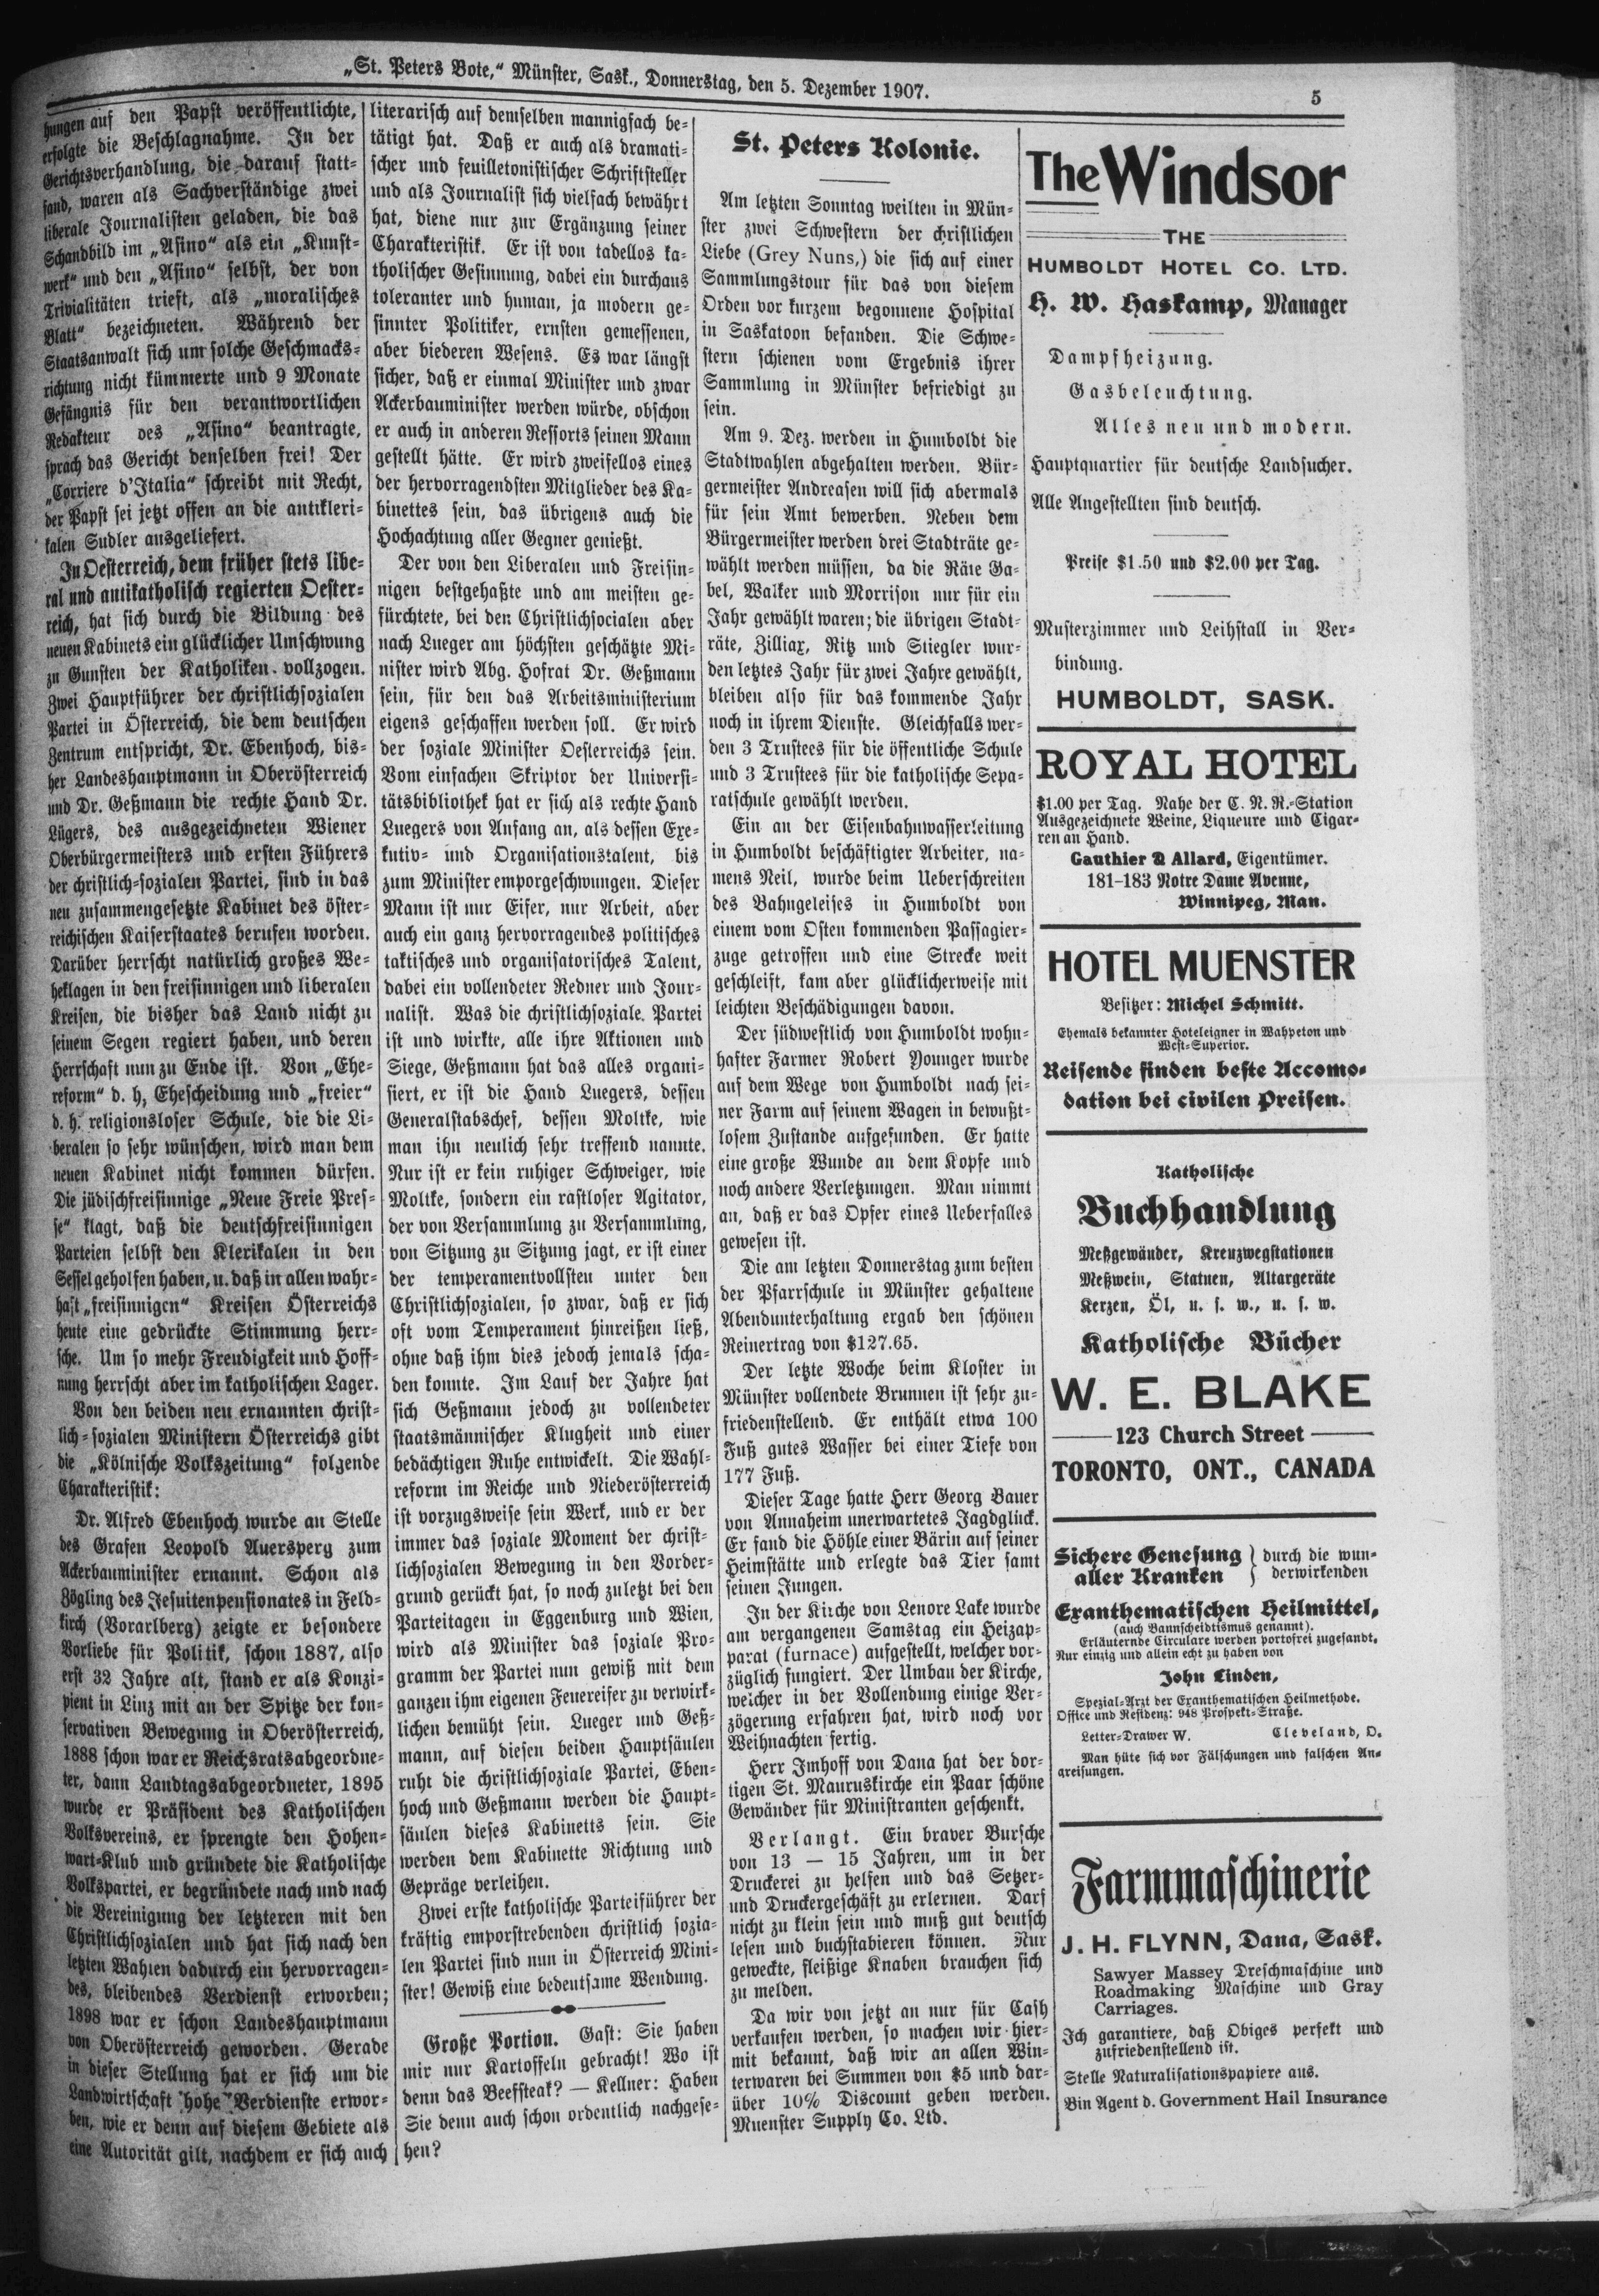 „St. Peters Bote,“ Münster, Sask., Donnerstag, den 5. Dezember 1907.
5
hungen auf den Papst veröffentlichte,
erfolgte die Beschlagnahme. In der
Gerichtsverhandlung, die darauf statt-
fand, waren als Sachverständige zwei
liberale Journalisten geladen, die das
Schandbild im „Asino“ als ein „Kunst-
werk“ und den „Asino“ selbst, der von
Trivialitäten trieft, als „moralisches
Blatt“ bezeichneten. Während der
Staatsanwalt sich um solche Geschmacks-
richtung nicht kümmerte und 9 Monate
Gefängnis für den verantwortlichen
Redakteur des „Asino“ beantragte,
sprach das Gericht denselben frei! Der
„Corriere d'Italia“ schreibt mit Recht,
der Papst sei jetzt offen an die antikleri-
kalen Sudler ausgeliefert.
In Oesterreich, dem früher stets libe-
ral und antikatholisch regierten Oester-
reich, hat sich durch die Bildung des
neuen Kabinets ein glücklicher Umschwung
zu Gunsten der Katholiken vollzogen.
Zwei Hauptführer der christlichsozialen
Partei in Österreich, die dem deutschen
Zentrum entspricht, Dr. Ebenhoch, bis-
her Landeshauptmann in Oberösterreich
und Dr. Geßmann die rechte Hand Dr.
Lügers, des ausgezeichneten Wiener
Oberbürgermeisters und ersten Führers
der christlich-sozialen Partei, sind in das
neu zusammengesetzte Kabinet des öster-
reichischen Kaiserstaates berufen worden.
Darüber herrscht natürlich großes We-
heklagen in den freisinnigen und liberalen
Kreisen, die bisher das Land nicht zu
seinem Segen regiert haben, und deren
Herrschaft nun zu Ende ist. Von „Ehe-
reform“ d. h. Ehescheidung und „freier“
d. h. religionsloser Schule, die die Li-
beralen so sehr wünschen, wird man dem
neuen Kabinet nicht kommen dürfen.
Die jüdischfreisinnige „Neue Freie Pres-
se“ klagt, daß die deutschfreisinnigen
Parteien selbst den Klerikalen in den
Sessel geholfen haben, u. daß in allen wahr-
haft „freisinnigen“ Kreisen Österreichs
heute eine gedrückte Stimmung herr-
sche. Um so mehr Freudigkeit und Hoff-
nung herrscht aber im katholischen Lager.
Von den beiden neu ernannten christ-
lich-sozialen Ministern Österreichs gibt
die „Kölnische Volkszeitung“ folgende
Charakteristik:
Dr. Alfred Ebenhoch wurde an Stelle
des Grafen Leopold Auersperg zum
Ackerbauminister ernannt. Schon als
Zögling des Jesuitenpensionates in Feld-
kirch (Vorarlberg) zeigte er besondere
Vorliebe für Politik, schon 1887, also
erst 32 Jahre alt, stand er als Konzi-
pient in Linz mit an der Spitze der kon-
servativen Bewegung in Oberösterreich,
1888 schon war er Reichsratsabgeordne-
ter, dann Landtagsabgeordneter, 1895
wurde er Präsident des Katholischen
Volksvereins, er sprengte den Hohen-
wart-Klub und gründete die Katholische
Volkspartei, er begründete nach und nach
die Vereinigung der letzteren mit den
Christlichsozialen und hat sich nach den
letzten Wahlen dadurch ein hervorragen-
des, bleibendes Verdienst erworben;
1898 war er schon Landeshauptmann
von Oberösterreich geworden. Gerade
in dieser Stellung hat er sich um die
Landwirtschaft hohe Verdienste erwor-
ben, wie er denn auf diesem Gebiete als
eine Autorität gilt, nachdem er sich auch
literarisch auf demselben mannigfach be-
tätigt hat. Daß er auch als dramati-
scher und feuilletonistischer Schriftsteller
und als Journalist sich vielfach bewährt
hat, diene nur zur Ergänzung seiner
Charakteristik. Er ist von tadellos ka-
tholischer Gesinnung, dabei ein durchaus
toleranter und human, ja modern ge-
sinnter Politiker, ernsten gemessenen,
aber biederen Wesens. Es war längst
sicher, daß er einmal Minister und zwar
Ackerbauminister werden würde, obschon
er auch in anderen Ressorts seinen Mann
gestellt hätte. Er wird zweifellos eines
der hervorragendsten Mitglieder des Ka-
binettes sein, das übrigens auch die
Hochachtung aller Gegner genießt.
Der von den Liberalen und Freisin-
nigen bestgehaßte und am meisten ge-
fürchtete, bei den Christlichsocialen aber
nach Lueger am höchsten geschätzte Mi-
nister wird Abg. Hofrat Dr. Geßmann
sein, für den das Arbeitsministerium
eigens geschaffen werden soll. Er wird
der soziale Minister Oesterreichs sein.
Vom einfachen Skriptor der Universi-
tätsbibliothek hat er sich als rechte Hand
Luegers von Anfang an, als dessen Exe-
kutiv- und Organisationstalent, bis
zum Minister emporgeschwungen. Dieser
Mann ist nur Eifer, nur Arbeit, aber
auch ein ganz hervorragendes politisches
taktisches und organisatorisches Talent,
dabei ein vollendeter Redner und Jour-
nalist. Was die christlichsoziale Partei
ist und wirkte, alle ihre Aktionen und
Siege, Geßmann hat das alles organi-
siert, er ist die Hand Luegers, dessen
Generalstabschef, dessen Moltke, wie
man ihn neulich sehr treffend nannte.
Nur ist er kein ruhiger Schweiger, wie
Moltke, sondern ein rastloser Agitator,
der von Versammlung zu Versammlung,
von Sitzung zu Sitzung jagt, er ist einer
der temperamentvollsten unter den
Christlichsozialen, so zwar, daß er sich
oft vom Temperament hinreißen ließ,
ohne daß ihm dies jedoch jemals scha-
den konnte. Im Lauf der Jahre hat
sich Geßmann jedoch zu vollendeter
staatsmännischer Klugheit und einer
bedächtigen Ruhe entwickelt. Die Wahl-
reform im Reiche und Niederösterreich
ist vorzugsweise sein Werk, und er der
immer das soziale Moment der christ-
lichsozialen Bewegung in den Vorder-
grund gerückt hat, so noch zuletzt bei den
Parteitagen in Eggenburg und Wien,
wird als Minister das soziale Pro-
gramm der Partei nun gewiß mit dem
ganzen ihm eigenen Feuereifer zu verwirk-
lichen bemüht sein. Lueger und Geß-
mann, auf diesen beiden Hauptsäulen
ruht die christlichsoziale Partei, Eben-
hoch und Geßmann werden die Haupt-
säulen dieses Kabinetts sein. Sie
werden dem Kabinette Richtung und
Gepräge verleihen.
Zwei erste katholische Parteiführer der
kräftig emporstrebenden christlich sozia-
len Partei sind nun in Österreich Mini-
ster! Gewiß eine bedeutsame Wendung.
Große Portion. Gast: Sie haben
mir nur Kartoffeln gebracht! Wo ist
denn das Beefsteak? — Kellner: Haben
Sie denn auch schon ordentlich nachgese-
hen?
St. Peters Kolonie.
Am letzten Sonntag weilten in Mün-
ster zwei Schwestern der christlichen
Liebe (Grey Nuns,) die sich auf einer
Sammlungstour für das von diesem
Orden vor kurzem begonnene Hospital
in Saskatoon befanden. Die Schwe-
stern schienen vom Ergebnis ihrer
Sammlung in Münster befriedigt zu
sein.
Am 9. Dez. werden in Humboldt die
Stadtwahlen abgehalten werden. Bür-
germeister Andreasen will sich abermals
für sein Amt bewerben. Neben dem
Bürgermeister werden drei Stadträte ge-
wählt werden müssen, da die Räte Ga-
bel, Walker und Morrison nur für ein
Jahr gewählt waren; die übrigen Stadt-
räte, Zilliax, Ritz und Stiegler wur-
den letztes Jahr für zwei Jahre gewählt,
bleiben also für das kommende Jahr
noch in ihrem Dienste. Gleichfalls wer-
den 3 Trustees für die öffentliche Schule
und 3 Trustees für die katholische Sepa-
ratschule gewählt werden.
Ein an der Eisenbahnwasserleitung
in Humboldt beschäftigter Arbeiter, na-
mens Neil, wurde beim Ueberschreiten
des Bahngeleises in Humboldt von
einem vom Osten kommenden Passagier-
zuge getroffen und eine Strecke weit
geschleift, kam aber glücklicherweise mit
leichten Beschädigungen davon.
Der südwestlich von Humboldt wohn-
hafter Farmer Robert Younger wurde
auf dem Wege von Humboldt nach sei-
ner Farm auf seinem Wagen in bewußt-
losem Zustande aufgefunden. Er hatte
eine große Wunde an dem Kopfe und
noch andere Verletzungen. Man nimmt
an, daß er das Opfer eines Ueberfalles
gewesen ist.
Die am letzten Donnerstag zum besten
der Pfarrschule in Münster gehaltene
Abendunterhaltung ergab den schönen
Reinertrag von $127.65.
Der letzte Woche beim Kloster in
Münster vollendete Brunnen ist sehr zu-
friedenstellend. Er enthält etwa 100
Fuß gutes Wasser bei einer Tiefe von
177 Fuß.
Dieser Tage hatte Herr Georg Bauer
von Annaheim unerwartetes Jagdglück.
Er fand die Höhle einer Bärin auf seiner
Heimstätte und erlegte das Tier samt
seinen Jungen.
In der Kirche von Lenore Lake wurde
am vergangenen Samstag ein Heizap-
parat (furnace) aufgestellt, welcher vor-
züglich fungiert. Der Umbau der Kirche,
welcher in der Vollendung einige Ver-
zögerung erfahren hat, wird noch vor
Weihnachten fertig.
Herr Imhoff von Dana hat der dor-
tigen St. Mauruskirche ein Paar schöne
Gewänder für Ministranten geschenkt.
Verlangt. Ein braver Bursche
von 13 — 15 Jahren, um in der
Druckerei zu helfen und das Setzer-
und Druckergeschäft zu erlernen. Darf
nicht zu klein sein und muß gut deutsch
lesen und buchstabieren können. Nur
geweckte, fleißige Knaben brauchen sich
zu melden.
Da wir von jetzt an nur für Cash
verkaufen werden, so machen wir hier-
mit bekannt, daß wir an allen Win-
terwaren bei Summen von $5 und dar-
über 10% Discount geben werden.
Muenster Supply Co. Ltd.
The Windsor
THE
HUMBOLDT HOTEL CO. LTD.
H. W. Haskamp, Manager
Dampfheizung.
Gasbeleuchtung.
Alles neu und modern.
Hauptquartier für deutsche Landsucher.
Alle Angestellten sind deutsch.
Preise $1.50 und $2.00 per Tag.
Musterzimmer und Leihstall in Ver-
bindung.
HUMBOLDT, SASK.
ROYAL HOTEL
$1.00 per Tag. Nahe der C. N. R.-Station
Ausgezeichnete Weine, Liqueure und Cigar-
ren an Hand.
Gauthier & Allard, Eigentümer.
181-183 Notre Dame Avenue,
Winnipeg, Man.
HOTEL MUENSTER
Besitzer: Michel Schmitt.
Ehemals bekannter Hoteleigner in Wahpeton und
West-Superior.
Reisende finden beste Accomo-
dation bei civilen Preisen.
Katholische
Buchhandlung
Meßgewänder, Kreuzwegstationen
Meßwein, Statuen, Altargeräte
Kerzen, Öl, u. s. w., u. s. w.
Katholische Bücher
W. E. BLAKE
123 Church Street
TORONTO, ONT., CANADA
Sichere Genesung } durch die wun-
aller Kranken } derwirkenden
Exanthematischen Heilmittel,
(auch Baunscheidtismus genannt).
Erläuternde Circulare werden portofrei zugesandt.
Nur einzig und allein echt zu haben von
John Linden,
Spezial-Arzt der Exanthematischen Heilmethode.
Office und Residenz: 948 Prospekt-Straße.
Letter-Drawer W. Cleveland, O.
Man hüte sich vor Fälschungen und falschen An-
preisungen.
Farmmaschinerie
J. H. FLYNN, Dana, Sask.
Sawyer Massey Dreschmaschine und
Roadmaking Maschine und Gray
Carriages.
Ich garantiere, daß Obiges perfekt und
zufriedenstellend ist.
Stelle Naturalisationspapiere aus.
Bin Agent d. Government Hail Insurance